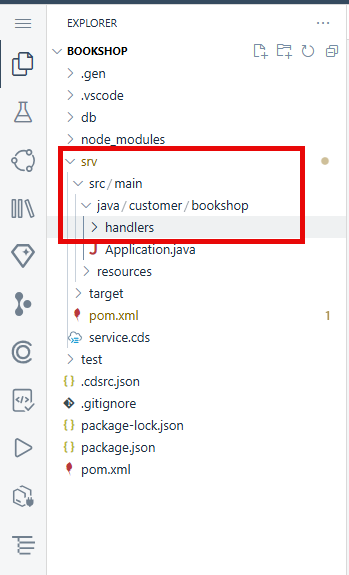 EXPLORER
BOOKSHOP
.gen
.vscode
db
node_modules
srv
src / main
java / customer / bookshop
handlers
J Application.java
resources
target
pom.xml 1
service.cds
test
{ } .cdsrc.json
.gitignore
{ } package-lock.json
{ } package.json
pom.xml